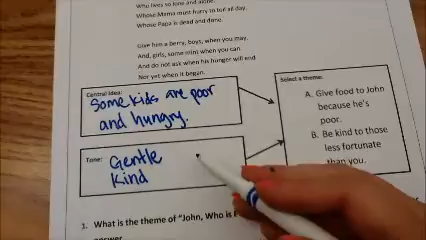 Who lives so lone and alone.
Whose Mama must hurry to toil all day.
Whose Papa is dead and done.
Give him a berry, boys, when you may,
And, girls, some mint when you can.
And do not ask when his hunger will end
Nor yet when it began.
Central Idea:
Some kids are poor
and hungry.
Tone:
Gentle
Kind
Select a theme:
A. Give food to John
because he's
poor.
B. Be kind to those
less fortunate
than you.
1. What is the theme of "John, Who is
answer